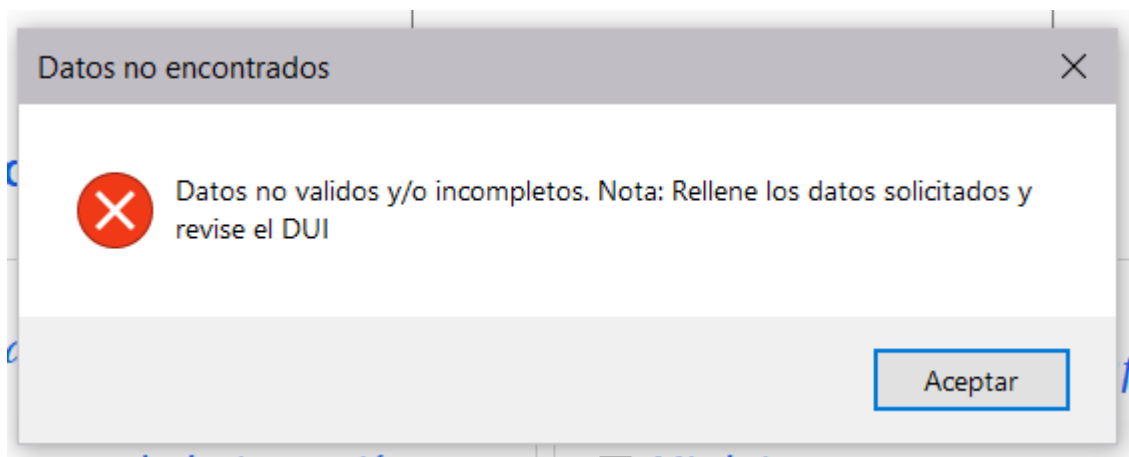 Datos no encontrados
Datos no validos y/o incompletos. Nota: Rellene los datos solicitados y
revise el DUI
Aceptar